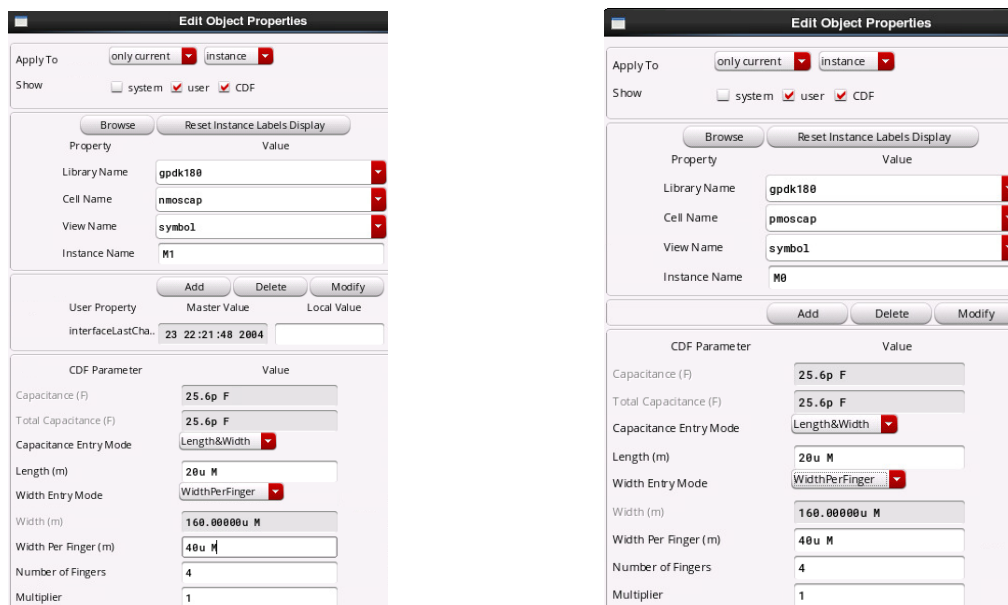 Edit Object Properties
Apply To only current instance
Show system user CDF
Browse Reset Instance Labels Display
Property Value
Library Name gpdk180
Cell Name nmoscap
View Name symbol
Instance Name M1
Add Delete Modify
User Property Master Value Local Value
interfaceLastCha.. 23 22:21:48 2004
CDF Parameter Value
Capacitance (F) 25.6p F
Total Capacitance (F) 25.6p F
Capacitance Entry Mode Length&Width
Length (m) 20u M
Width Entry Mode WidthPerFinger
Width (m) 160.00000u M
Width Per Finger (m) 40u M
Number of Fingers 4
Multiplier 1
Edit Object Properties
Apply To only current instance
Show system user CDF
Browse Reset Instance Labels Display
Property Value
Library Name gpdk180
Cell Name pmoscap
View Name symbol
Instance Name M0
Add Delete Modify
CDF Parameter Value
Capacitance (F) 25.6p F
Total Capacitance (F) 25.6p F
Capacitance Entry Mode Length&Width
Length (m) 20u M
Width Entry Mode WidthPerFinger
Width (m) 160.00000u M
Width Per Finger (m) 40u M
Number of Fingers 4
Multiplier 1